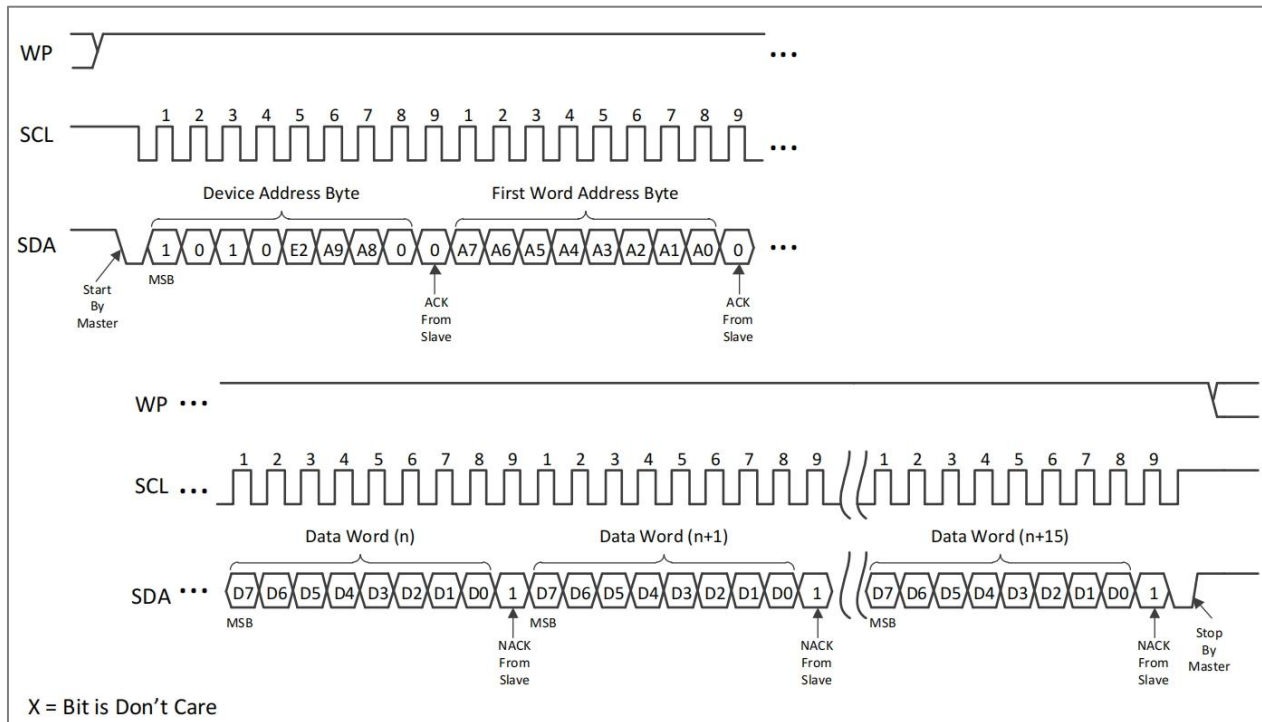 WP ...
1 2 3 4 5 6 7 8 9 1 2 3 4 5 6 7 8 9
SCL ...
Device Address Byte First Word Address Byte
SDA 1 0 1 0 E2 A9 A8 0 0 A7 A6 A5 A4 A3 A2 A1 A0 0 ...
MSB
Start
By
Master
ACK
From
Slave
ACK
From
Slave
WP ...
1 2 3 4 5 6 7 8 9 1 2 3 4 5 6 7 8 9 1 2 3 4 5 6 7 8 9
SCL ...
Data Word (n) Data Word (n+1) Data Word (n+15)
SDA ... D7 D6 D5 D4 D3 D2 D1 D0 1 D7 D6 D5 D4 D3 D2 D1 D0 1 D7 D6 D5 D4 D3 D2 D1 D0 1
MSB MSB MSB
NACK
From
Slave
NACK
From
Slave
NACK
From
Slave
Stop
By
Master
X = Bit is Don't Care